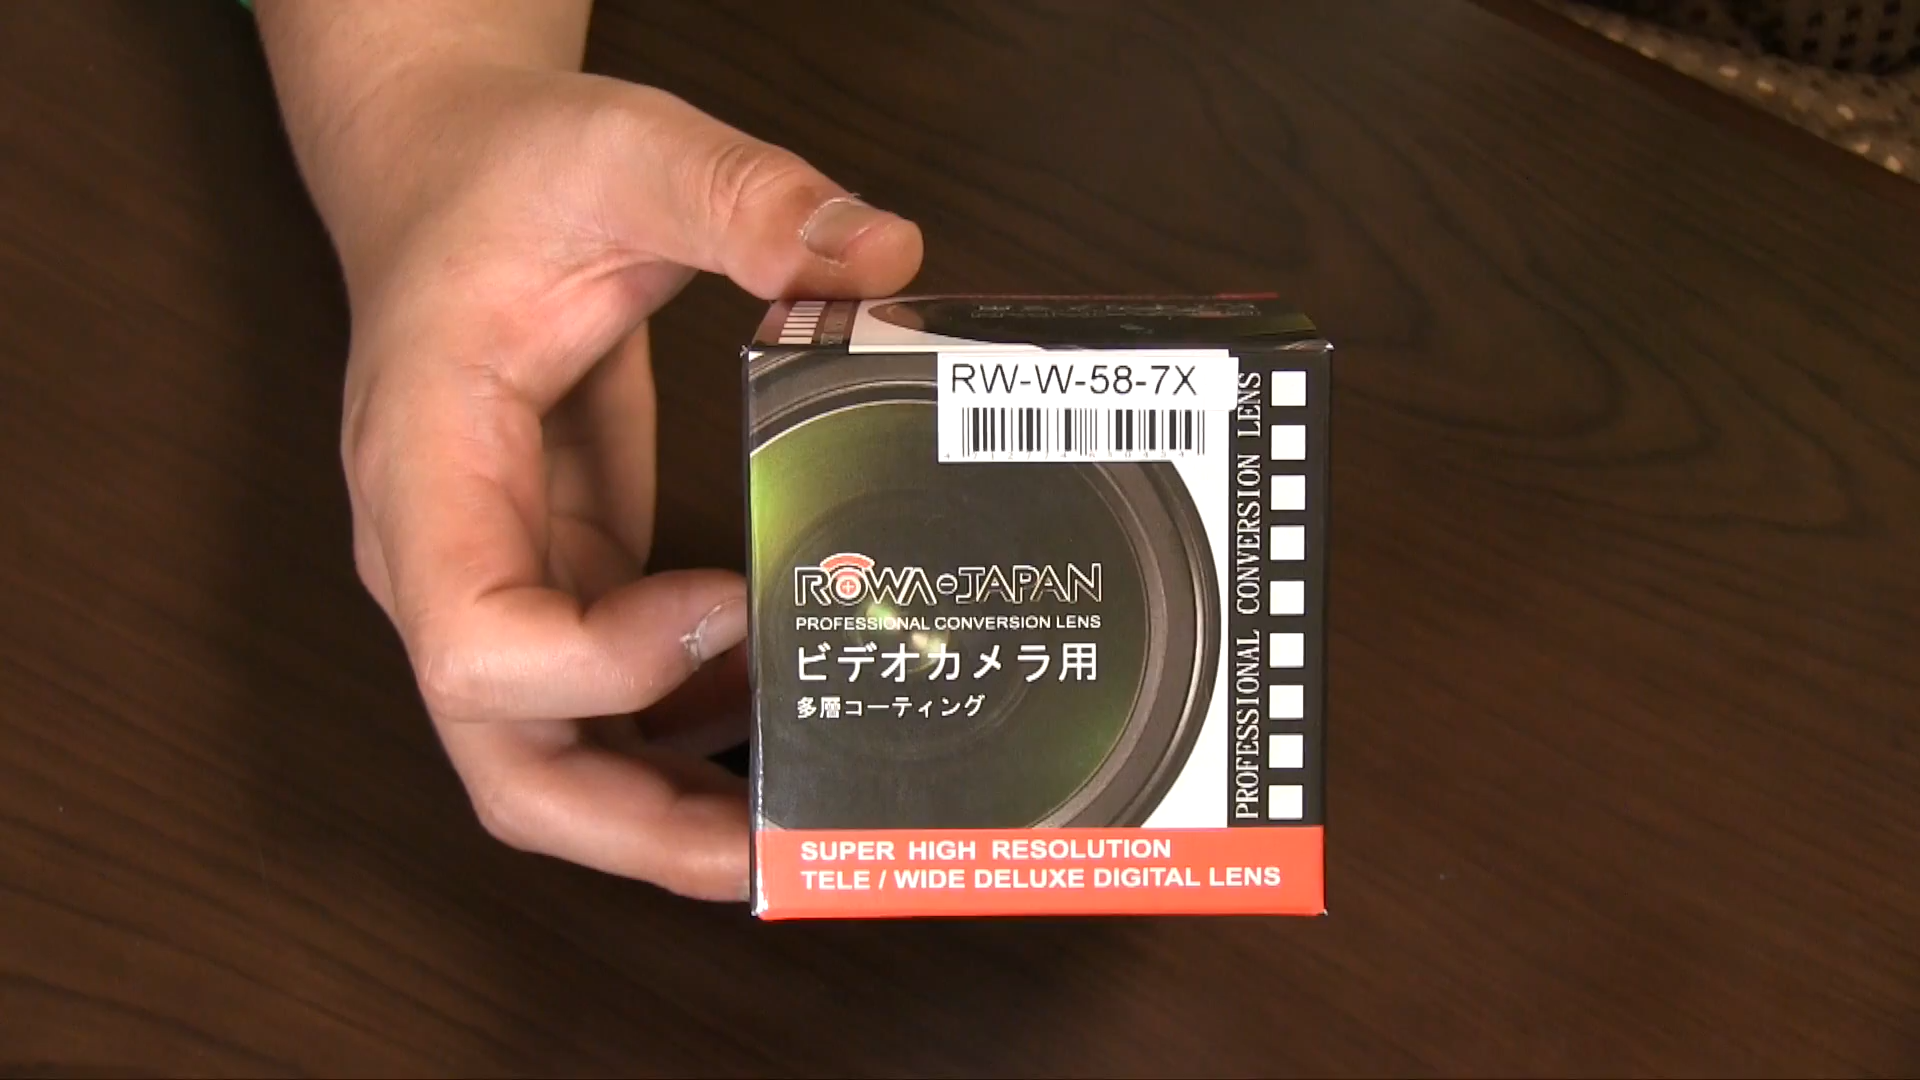 RW-W-58-7X
ROWA JAPAN
PROFESSIONAL CONVERSION LENS
ビデオカメラ用
多層コーティング
SUPER HIGH RESOLUTION
TELE / WIDE DELUXE DIGITAL LENS
PROFESSIONAL CONVERSION LENS